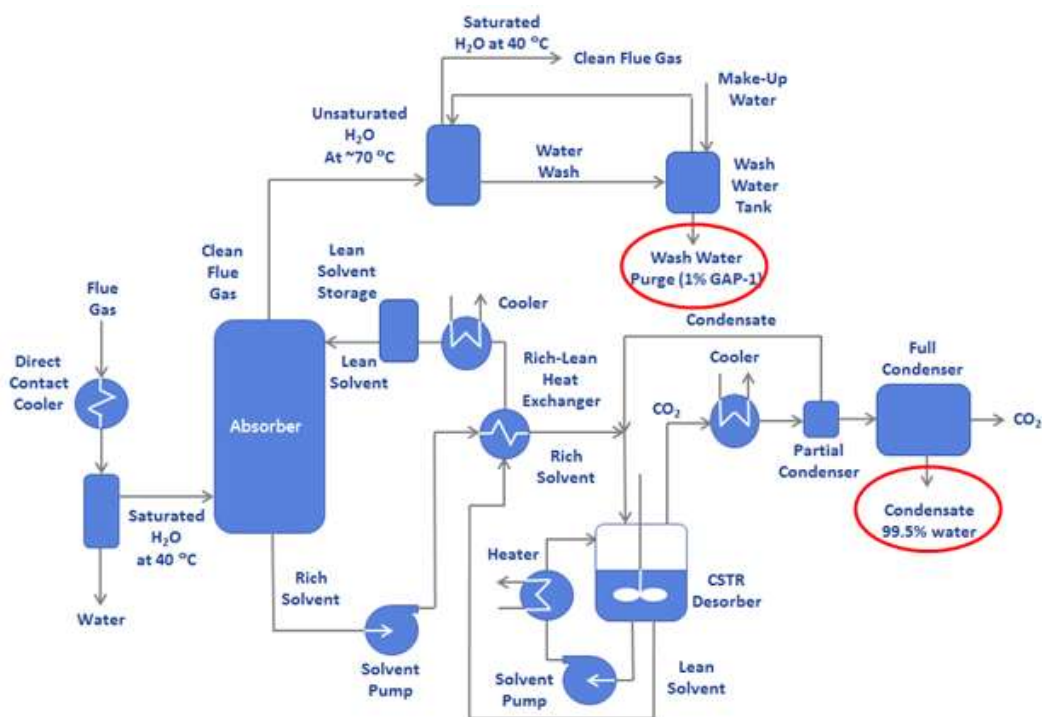 Saturated
H₂O at 40 °C
Clean Flue Gas
Make-Up
Water
Unsaturated
H₂O
At ~70 °C
Water
Wash
Wash
Water
Tank
Wash Water
Purge (1% GAP-1)
Clean
Flue
Gas
Lean
Solvent
Storage
Cooler
Flue
Gas
Direct
Contact
Cooler
Absorber
Lean
Solvent
Rich-Lean
Heat
Exchanger
Rich
Solvent
Condensate
Cooler
CO₂
Full
Condenser
CO₂
Partial
Condenser
Condensate
99.5% water
Saturated
H₂O
at 40 °C
Water
Rich
Solvent
Solvent
Pump
Heater
CSTR
Desorber
Solvent
Pump
Lean
Solvent